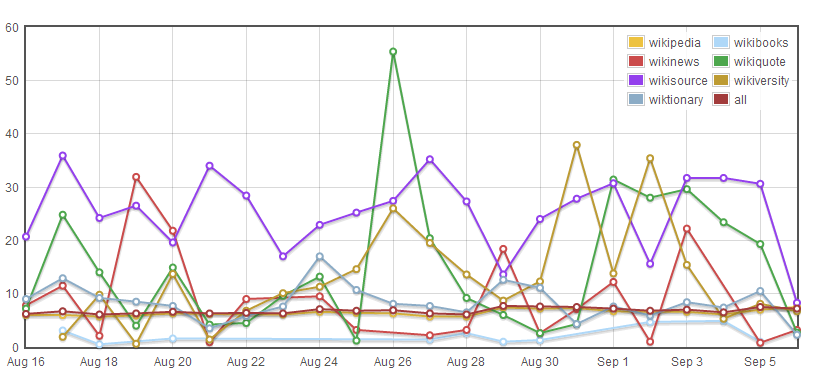 60
50
40
30
20
10
0
wikipedia wikibooks
wikinews wikiquote
wikisource wikiversity
wiktionary all
Aug 16 Aug 18 Aug 20 Aug 22 Aug 24 Aug 26 Aug 28 Aug 30 Sep 1 Sep 3 Sep 5